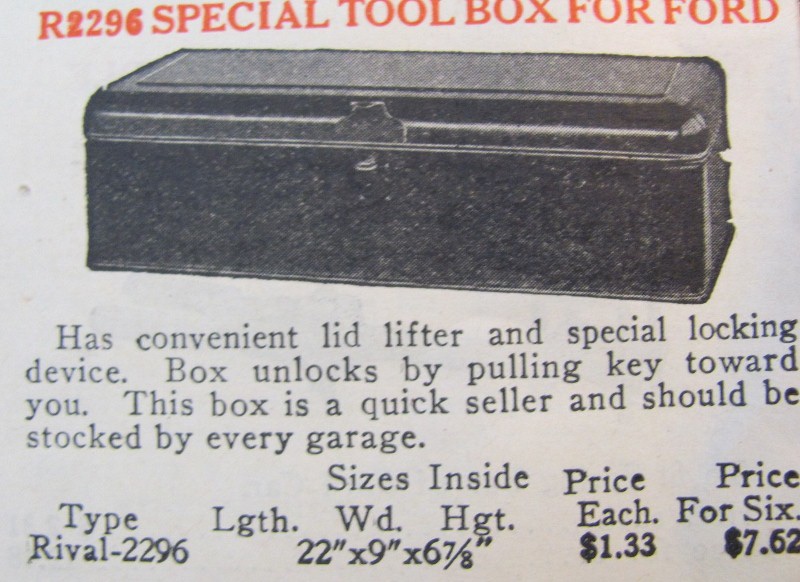 R2296 SPECIAL TOOL BOX FOR FORD
Has convenient lid lifter and special locking
device. Box unlocks by pulling key toward
you. This box is a quick seller and should be
stocked by every garage.
Sizes Inside Price Price
Type Lgth. Wd. Hgt. Each. For Six.
Rival-2296 22"x9"x6⅞" $1.33 $7.62